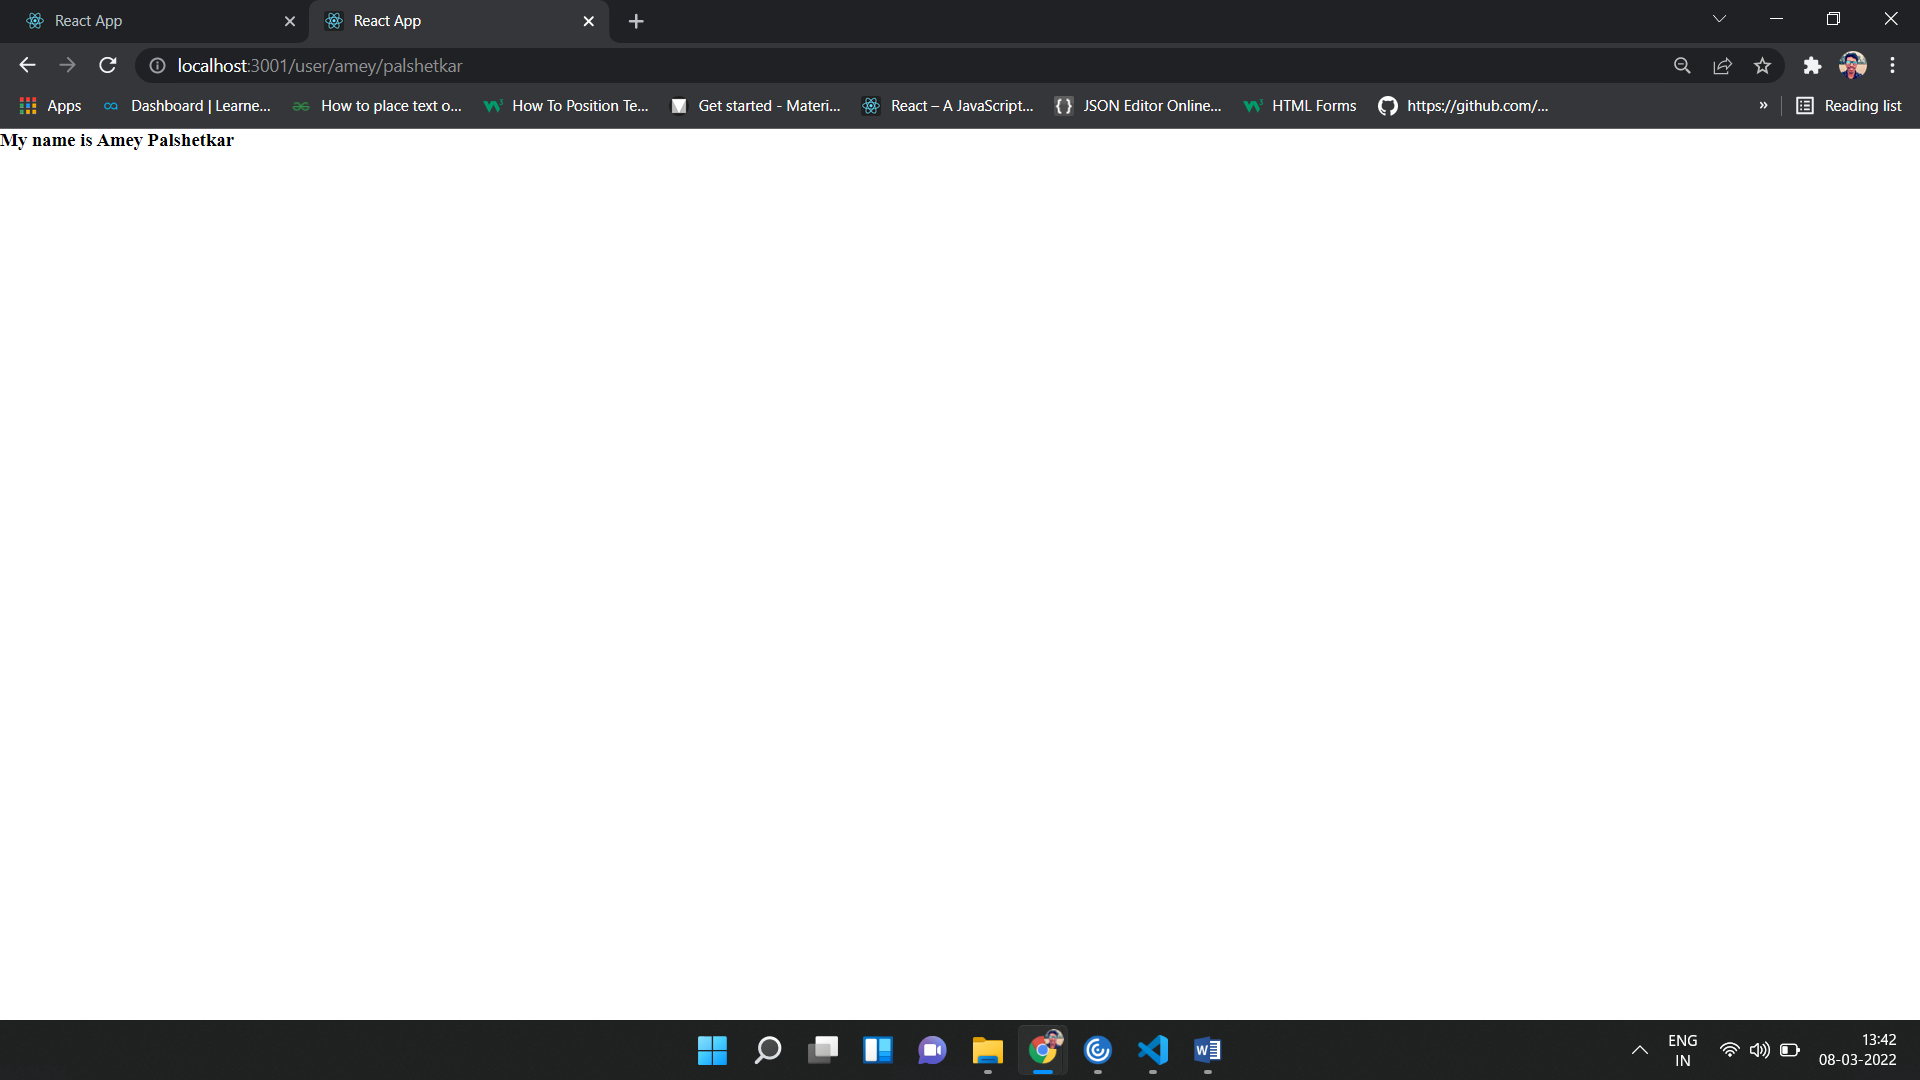 React App
React App
localhost:3001/user/amey/palshetkar
Apps
Dashboard | Learne...
How to place text o...
How To Position Te...
Get started - Materi...
React – A JavaScript...
JSON Editor Online...
HTML Forms
https://github.com/...
»
Reading list
My name is Amey Palshetkar
ENG
IN
13:42
08-03-2022